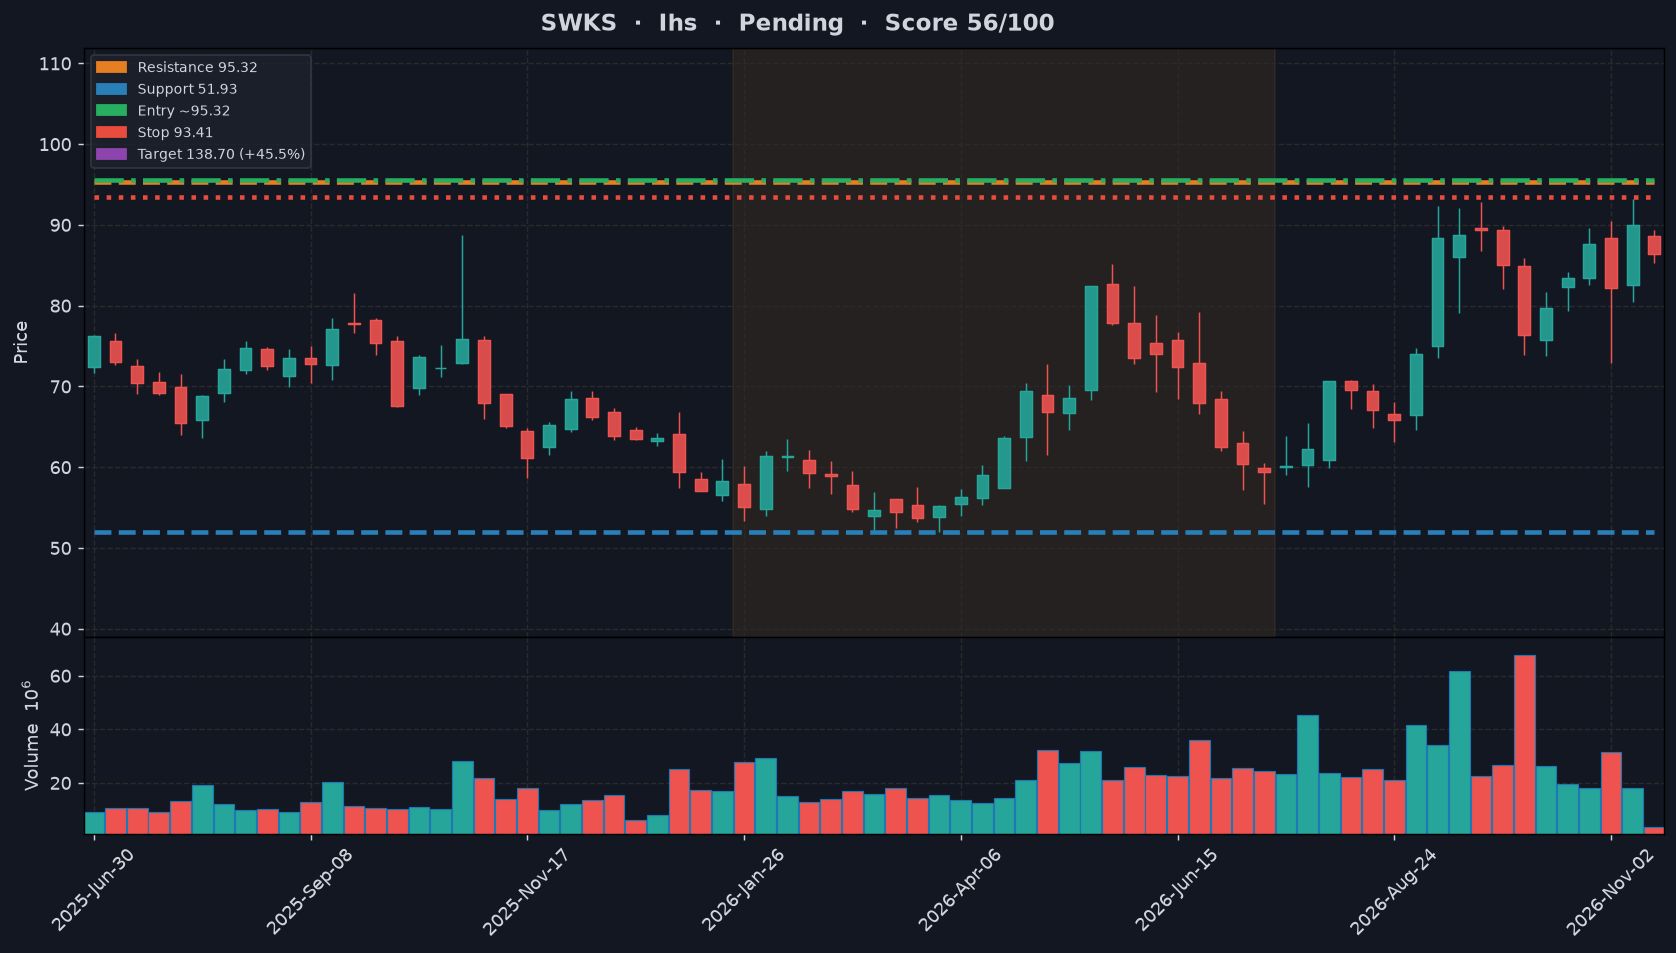 SWKS · Ihs · Pending · Score 56/100
Resistance 95.32
Support 51.93
Entry ~95.32
Stop 93.41
Target 138.70 (+45.5%)
110
100
90
80
70
60
50
40
Price
60
40
20
Volume 10⁶
2025-Jun-30
2025-Sep-08
2025-Nov-17
2026-Jan-26
2026-Apr-06
2026-Jun-15
2026-Aug-24
2026-Nov-02